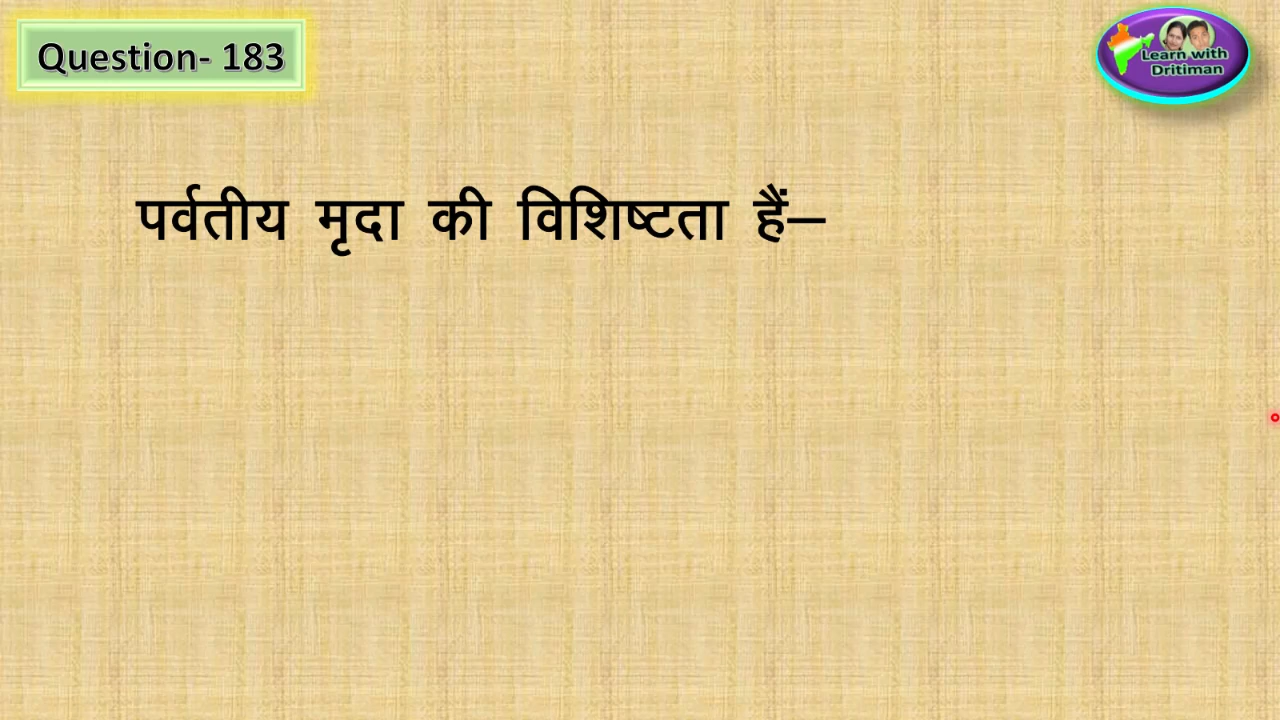 Question- 183
Learn with
Dritiman
पर्वतीय मृदा की विशिष्टता हैं–